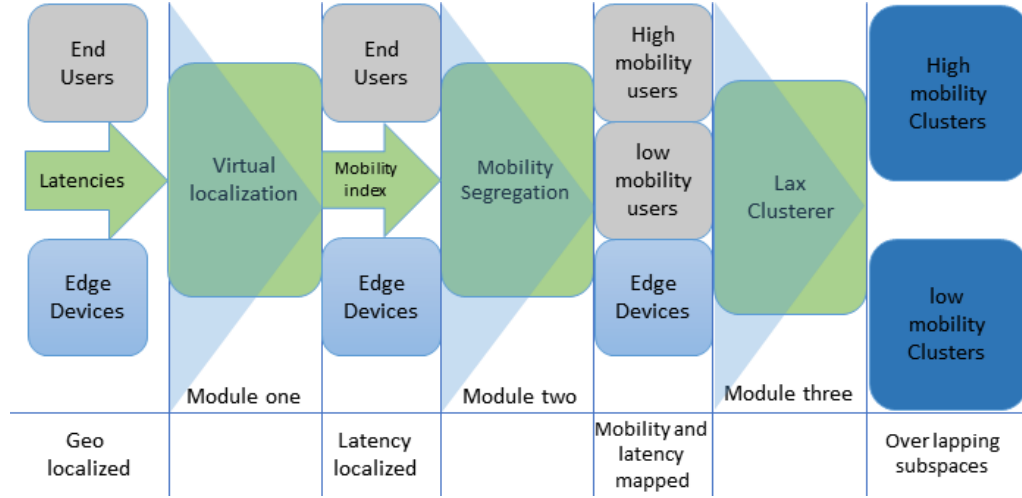 End
Users
Latencies
Edge
Devices
Virtual
localization
Module one
End
Users
Mobility
index
Edge
Devices
Mobility
Segregation
Module two
High
mobility
users
low
mobility
users
Edge
Devices
Lax
Clusterer
Module three
High
mobility
Clusters
low
mobility
Clusters
Geo
localized
Latency
localized
Mobility and
latency
mapped
Over lapping
subspaces